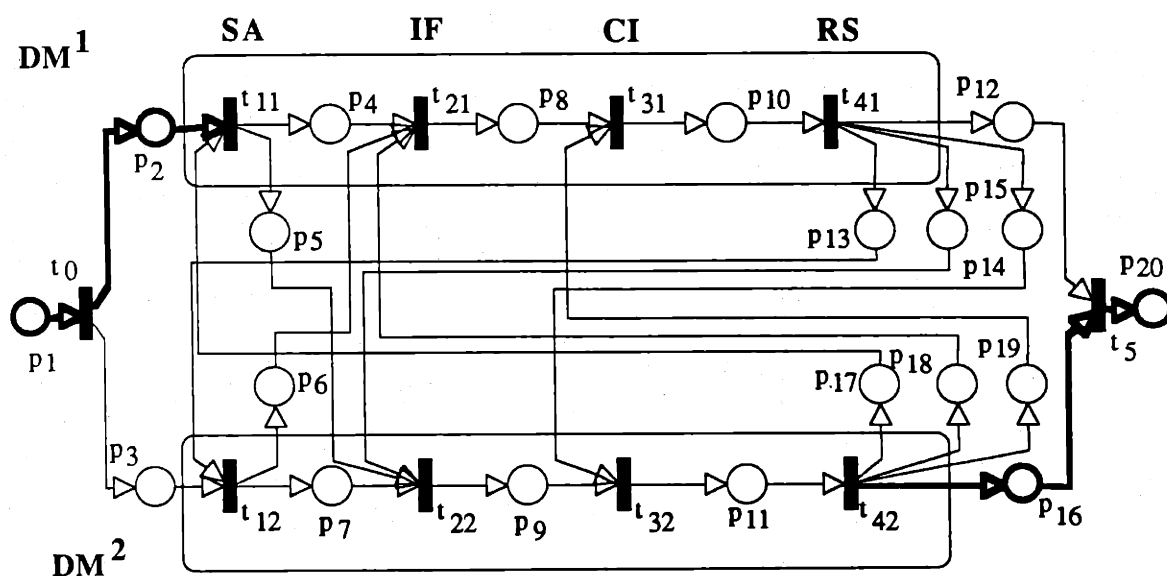 SA IF CI RS
DM1
t11 p4 t21 p8 t31 p10 t41 p12
p2
p15
p5 p13 p14
t0 p20
p1 t5
p6 p17 p18 p19
p3
t12 p7 t22 p9 t32 p11 t42 p16
DM2